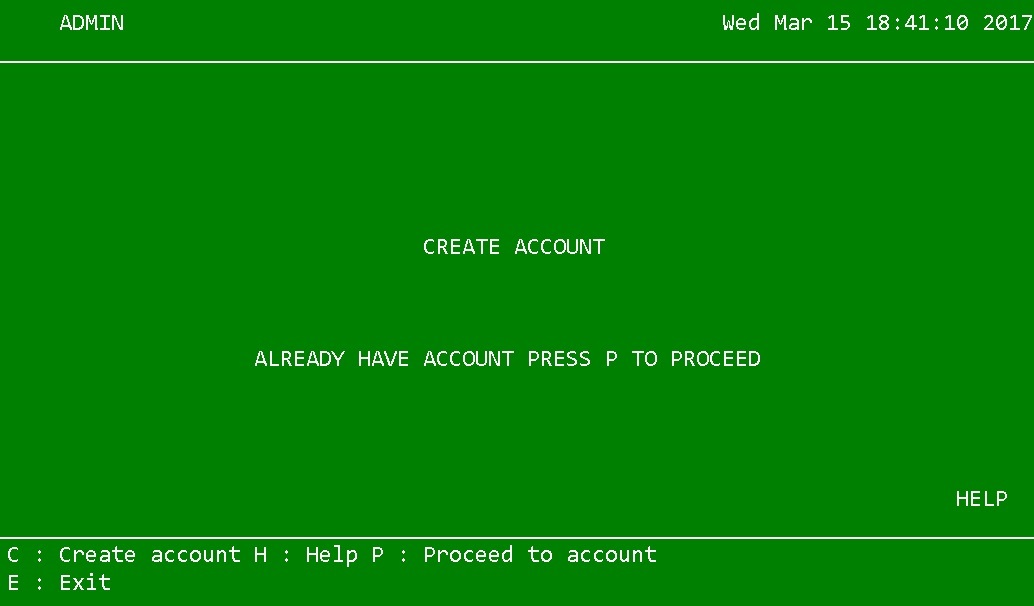 ADMIN Wed Mar 15 18:41:10 2017
CREATE ACCOUNT
ALREADY HAVE ACCOUNT PRESS P TO PROCEED
HELP
C : Create account H : Help P : Proceed to account
E : Exit